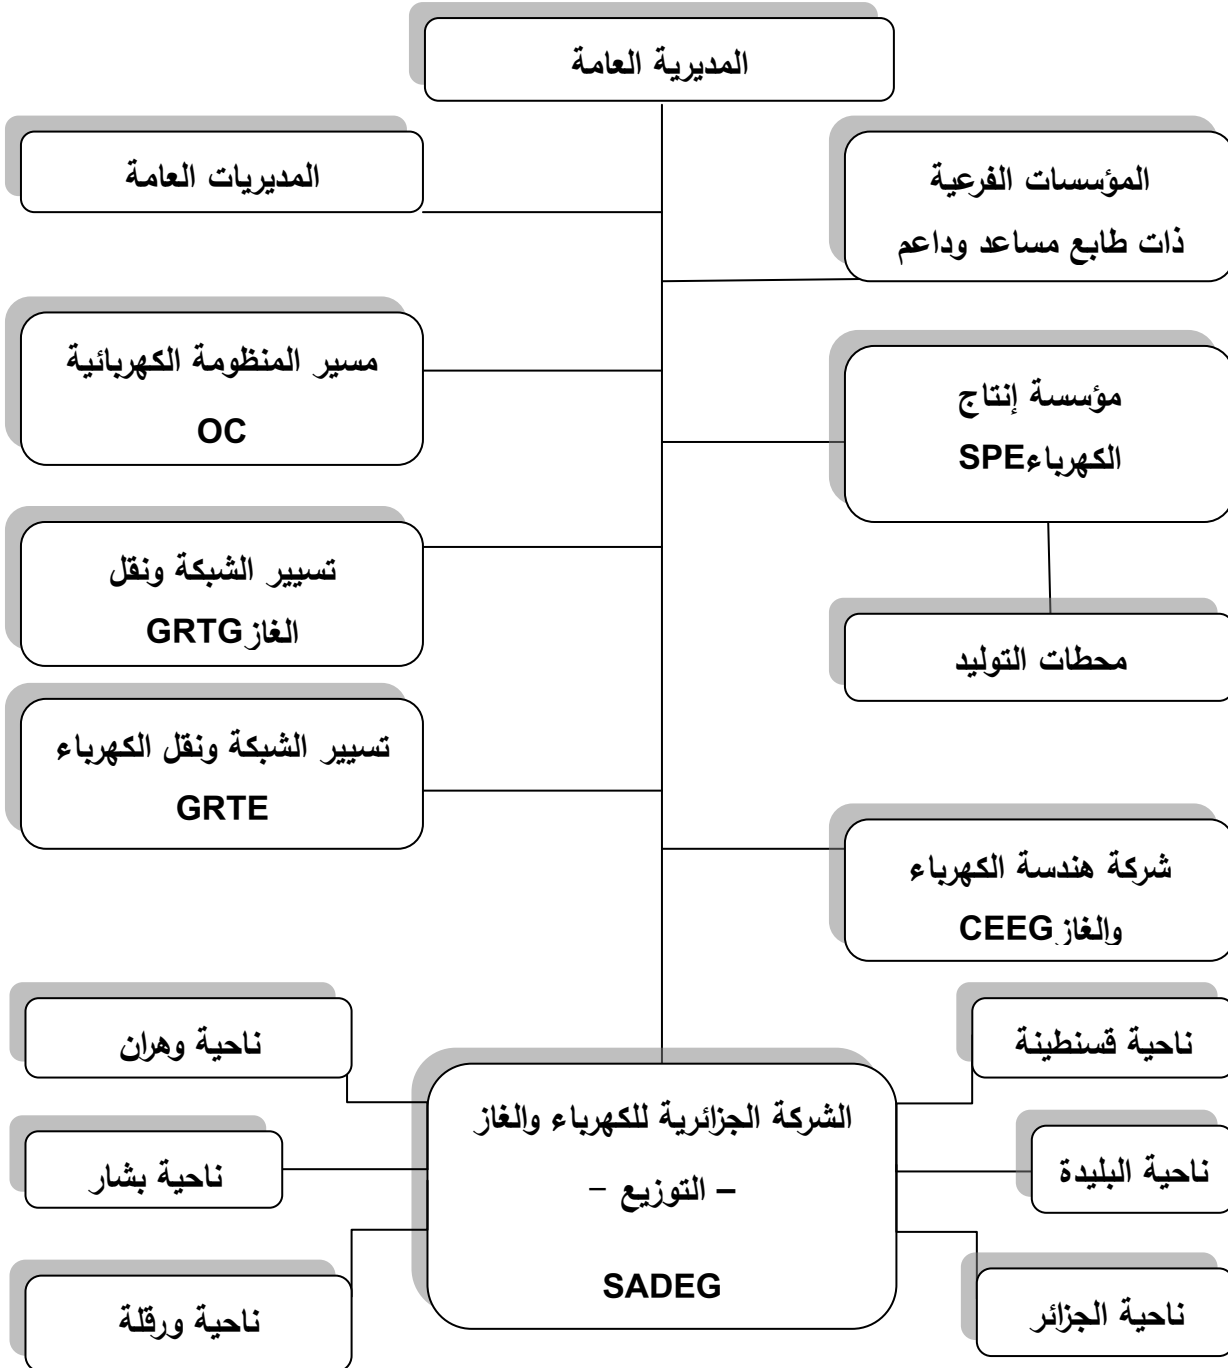 المديرية العامة
المؤسسات الفرعية
ذات طابع مساعد وداعم
المديريات العامة
مسير المنظومة الكهربائية
OC
مؤسسة إنتاج
الكهرباءSPE
تسيير الشبكة ونقل
الغازGRTG
محطات التوليد
تسيير الشبكة ونقل الكهرباء
GRTE
شركة هندسة الكهرباء
والغازCEEG
ناحية قسنطينة
ناحية وهران
الشركة الجزائرية للكهرباء والغاز
– التوزيع –
SADEG
ناحية البليدة
ناحية بشار
ناحية الجزائر
ناحية ورقلة